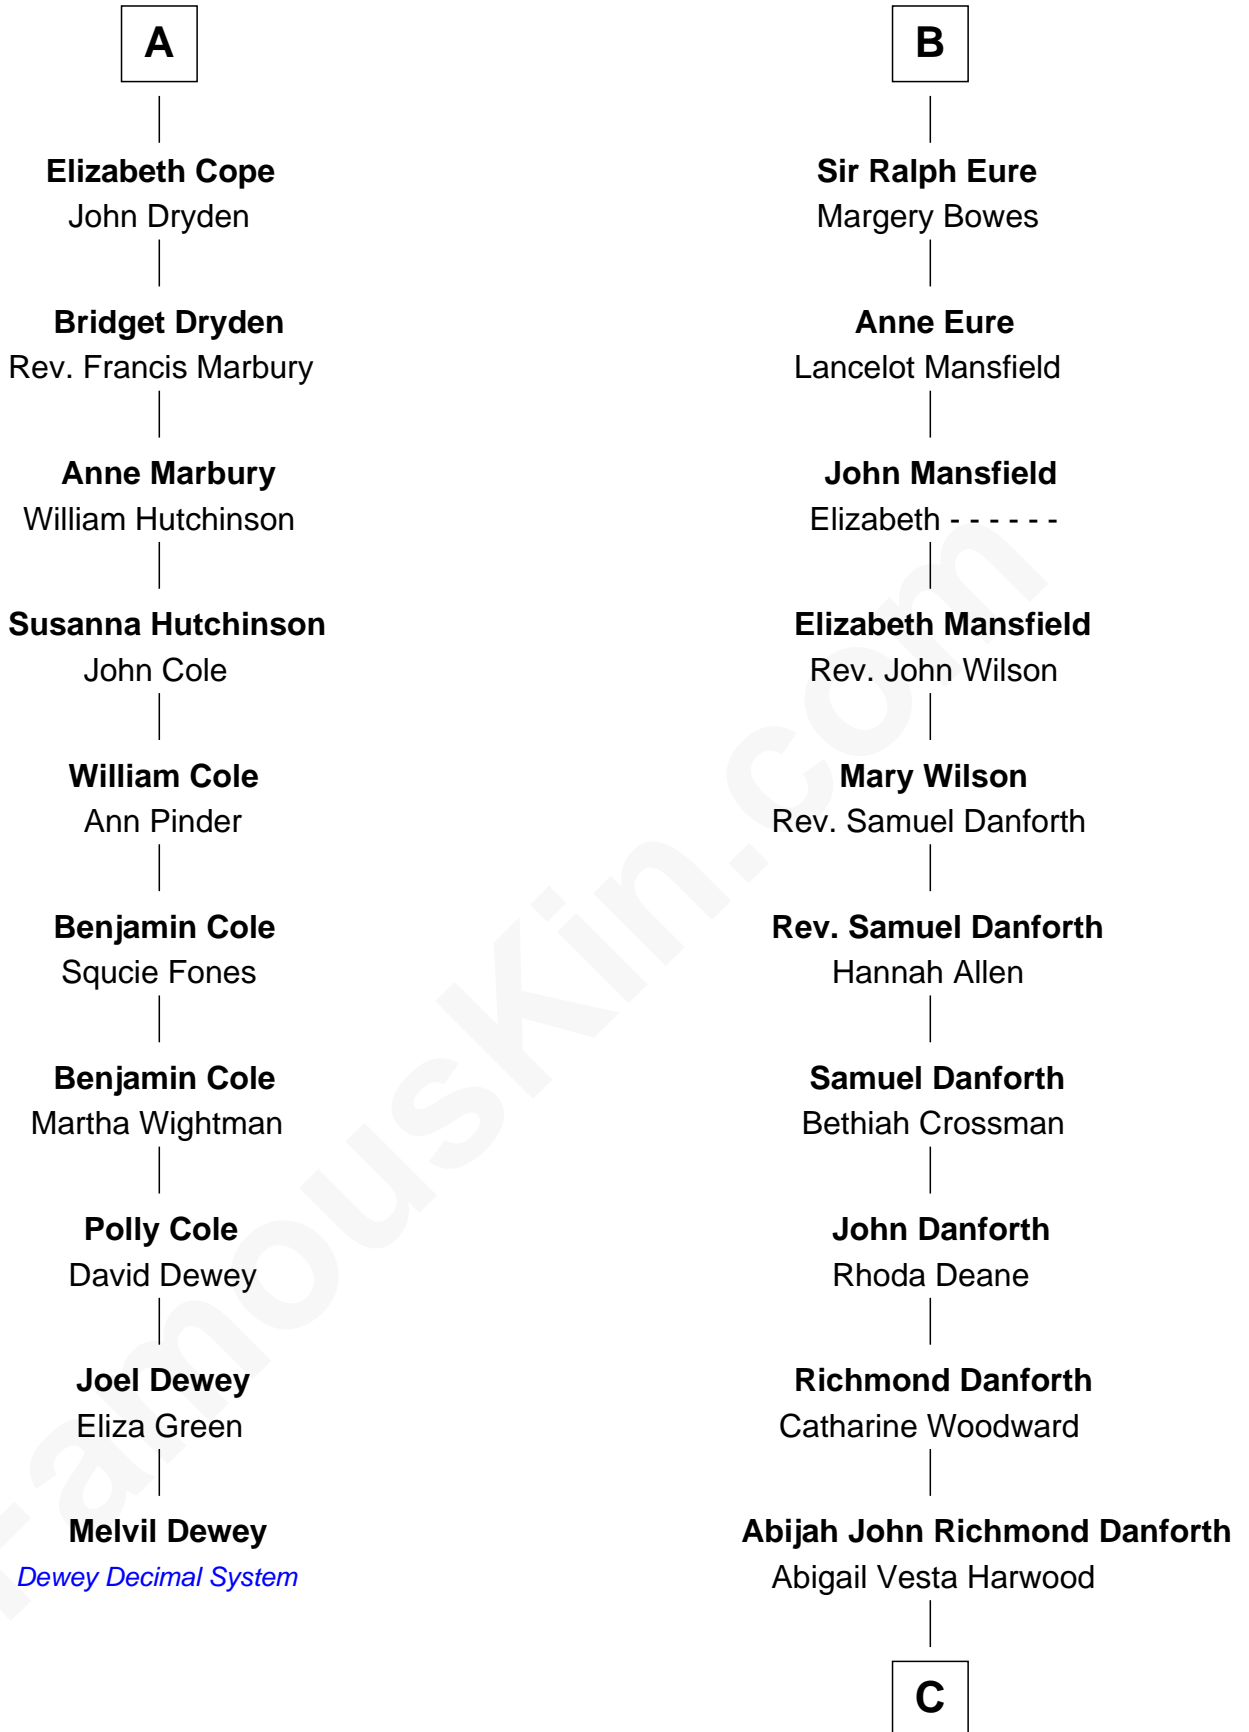 A
Elizabeth Cope
John Dryden
Bridget Dryden
Rev. Francis Marbury
Anne Marbury
William Hutchinson
Susanna Hutchinson
John Cole
William Cole
Ann Pinder
Benjamin Cole
Squcie Fones
Benjamin Cole
Martha Wightman
Polly Cole
David Dewey
Joel Dewey
Eliza Green
Melvil Dewey
Dewey Decimal System
B
Sir Ralph Eure
Margery Bowes
Anne Eure
Lancelot Mansfield
John Mansfield
Elizabeth - - - - - -
Elizabeth Mansfield
Rev. John Wilson
Mary Wilson
Rev. Samuel Danforth
Rev. Samuel Danforth
Hannah Allen
Samuel Danforth
Bethiah Crossman
John Danforth
Rhoda Deane
Richmond Danforth
Catharine Woodward
Abijah John Richmond Danforth
Abigail Vesta Harwood
C
FamousKin.com